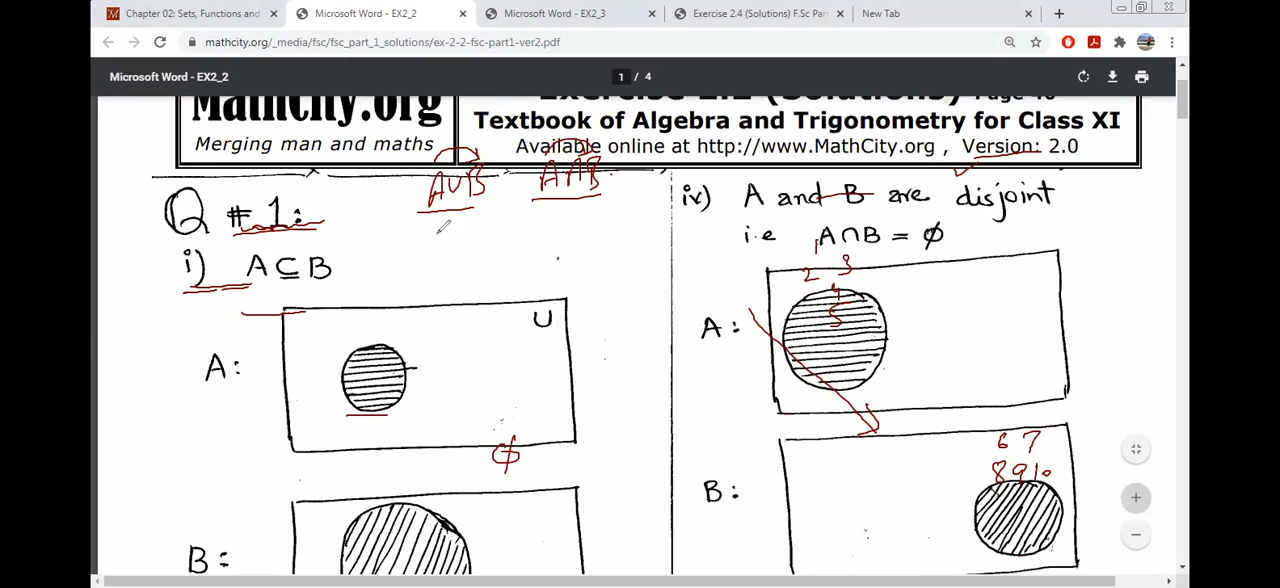 Chapter 02: Sets, Functions and
Microsoft Word - EX2_2
Microsoft Word - EX2_3
Exercise 2.4 (Solutions) F.Sc Par
New Tab
mathcity.org/_media/fsc/fsc_part_1_solutions/ex-2-2-fsc-part1-ver2.pdf
Microsoft Word - EX2_2
1 / 4
MathCity.org
Merging man and maths
Textbook of Algebra and Trigonometry for Class XI
Available online at http://www.MathCity.org , Version: 2.0
A∪B
A∩B
Q # 1:
i) A ⊆ B
U
A:
ϕ
B:
iv) A and B are disjoint
i.e A∩B = ϕ
1
2 3
4
5
A:
6 7
8 9 10
B: